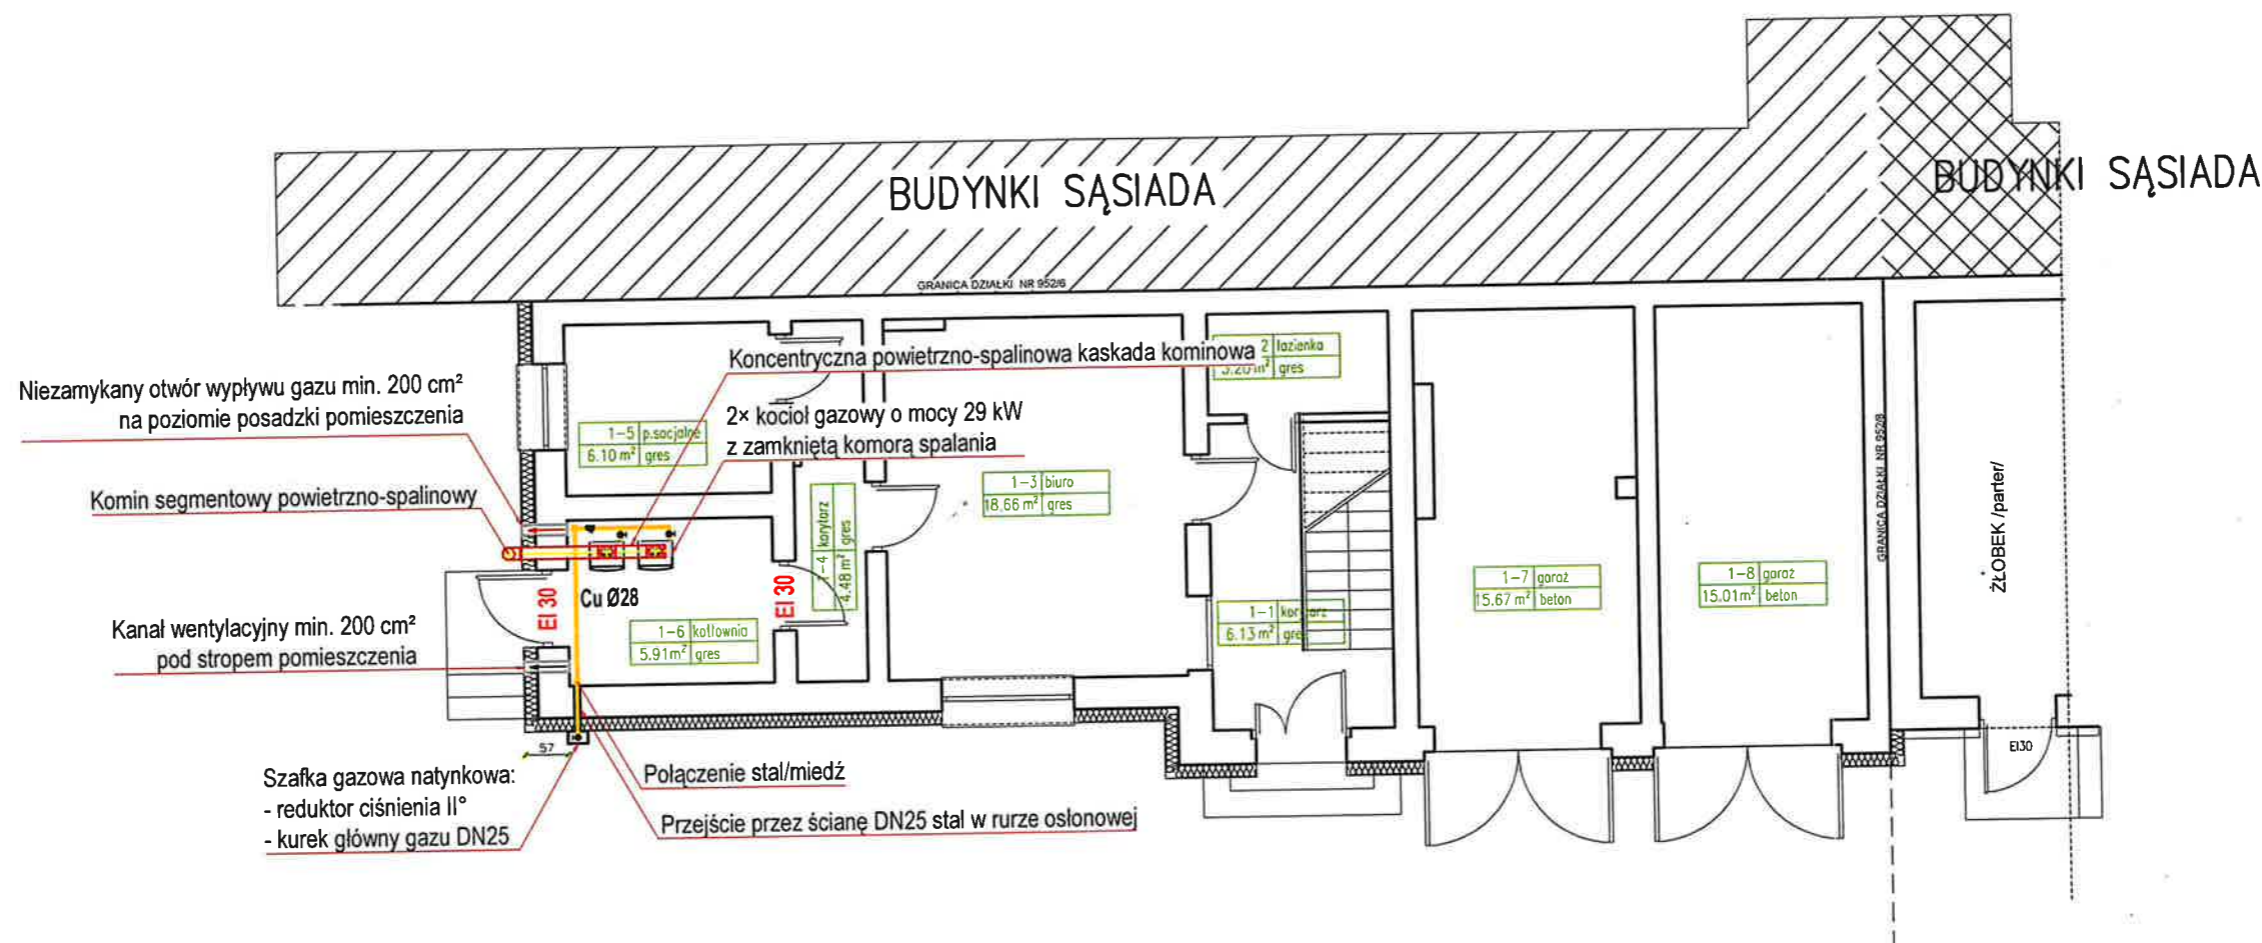 BUDYNKI SĄSIADA
BUDYNKI SĄSIADA
GRANICA DZIAŁKI NR 952/6
Koncentryczna powietrzno-spalinowa kaskada kominowa
2 łazienka
m² gres
Niezamykany otwór wypływu gazu min. 200 cm²
na poziomie posadzki pomieszczenia
2× kocioł gazowy o mocy 29 kW
z zamkniętą komorą spalania
1-5 p.socjalne
6.10 m² gres
Komin segmentowy powietrzno-spalinowy
1-3 biuro
18.66 m² gres
1-4 korytarz
4.48 m² gres
GRANICA DZIAŁKI NR 952/8
ŻŁOBEK /parter/
EI 30
Cu Ø28
EI 30
1-7 garaż
15.67 m² beton
1-8 garaż
15.01m² beton
1-1 korytarz
6.13 m² gres
Kanał wentylacyjny min. 200 cm²
pod stropem pomieszczenia
1-6 kotłownia
5.91m² gres
57
EI30
Szafka gazowa natynkowa:
- reduktor ciśnienia II°
- kurek główny gazu DN25
Połączenie stal/miedź
Przejście przez ścianę DN25 stal w rurze osłonowej